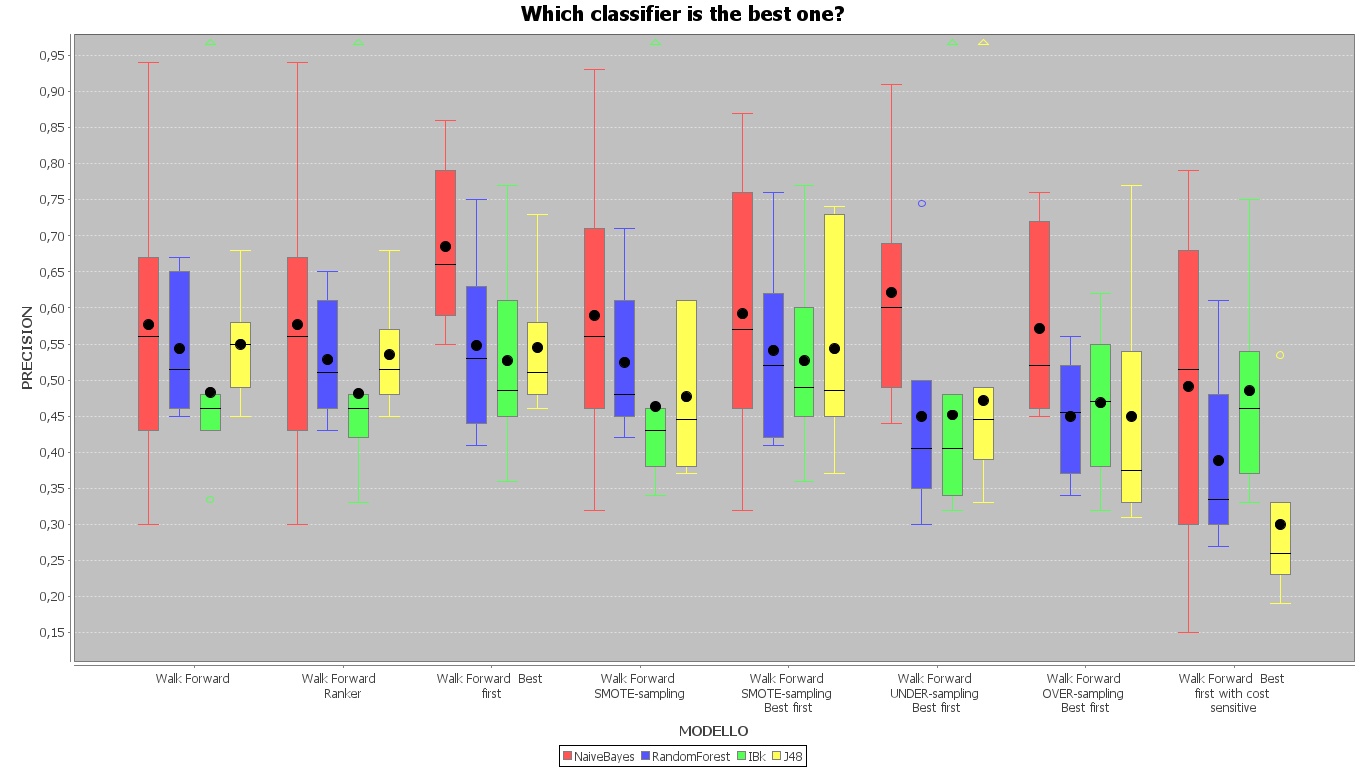 Which classifier is the best one?
0,95
0,90
0,85
0,80
0,75
0,70
0,65
0,60
0,55
0,50
0,45
0,40
0,35
0,30
0,25
0,20
0,15
PRECISION
Walk Forward
Walk Forward
Ranker
Walk Forward Best
first
Walk Forward
SMOTE-sampling
Walk Forward
SMOTE-sampling
Best first
Walk Forward
UNDER-sampling
Best first
Walk Forward
OVER-sampling
Best first
Walk Forward Best
first with cost
sensitive
MODELLO
NaiveBayes RandomForest IBk J48